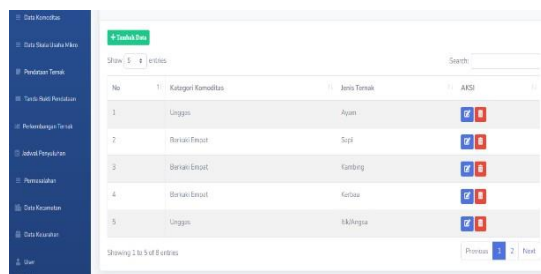 Data Komoditas
Data Skala Usaha Mikro
Pendataan Ternak
Tanda Bukti Pendataan
Perkembangan Ternak
Jadwal Penyuluhan
Permasalahan
Data Kecamatan
Data Kelurahan
User
+Tambah Data
Show 5 entries
Search:
No Kategori Komoditas Jenis Ternak AKSI
1 Unggas Ayam
2 Berkaki Empat Sapi
3 Berkaki Empat Kambing
4 Berkaki Empat Kerbau
5 Unggas
Showing 1 to 5 of 8 entries
Previous 1 2 Next